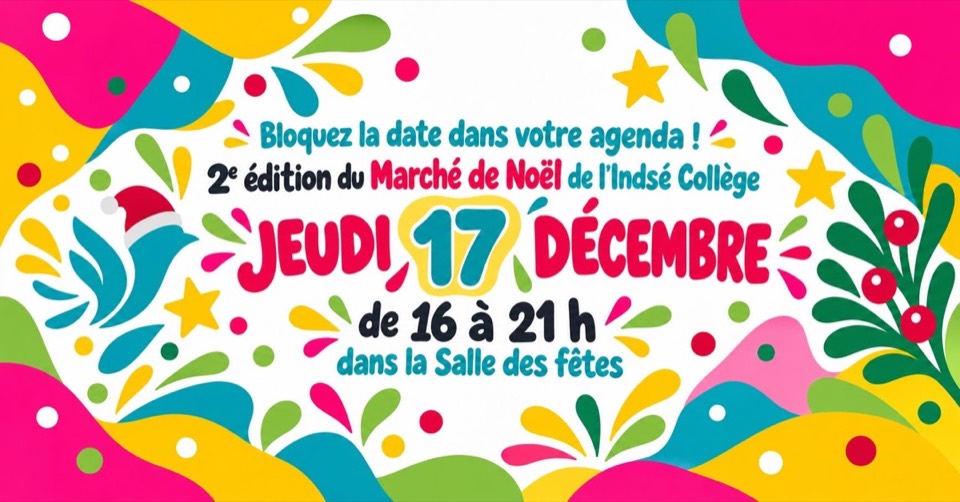 Bloquez la date dans votre agenda !
2e édition du Marché de Noël de l'Indsé Collège
JEUDI 17 DÉCEMBRE
de 16 à 21 h
dans la Salle des fêtes